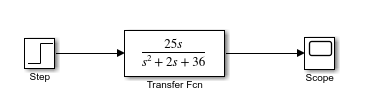 25s
s² + 2s + 36
Step
Transfer Fcn
Scope